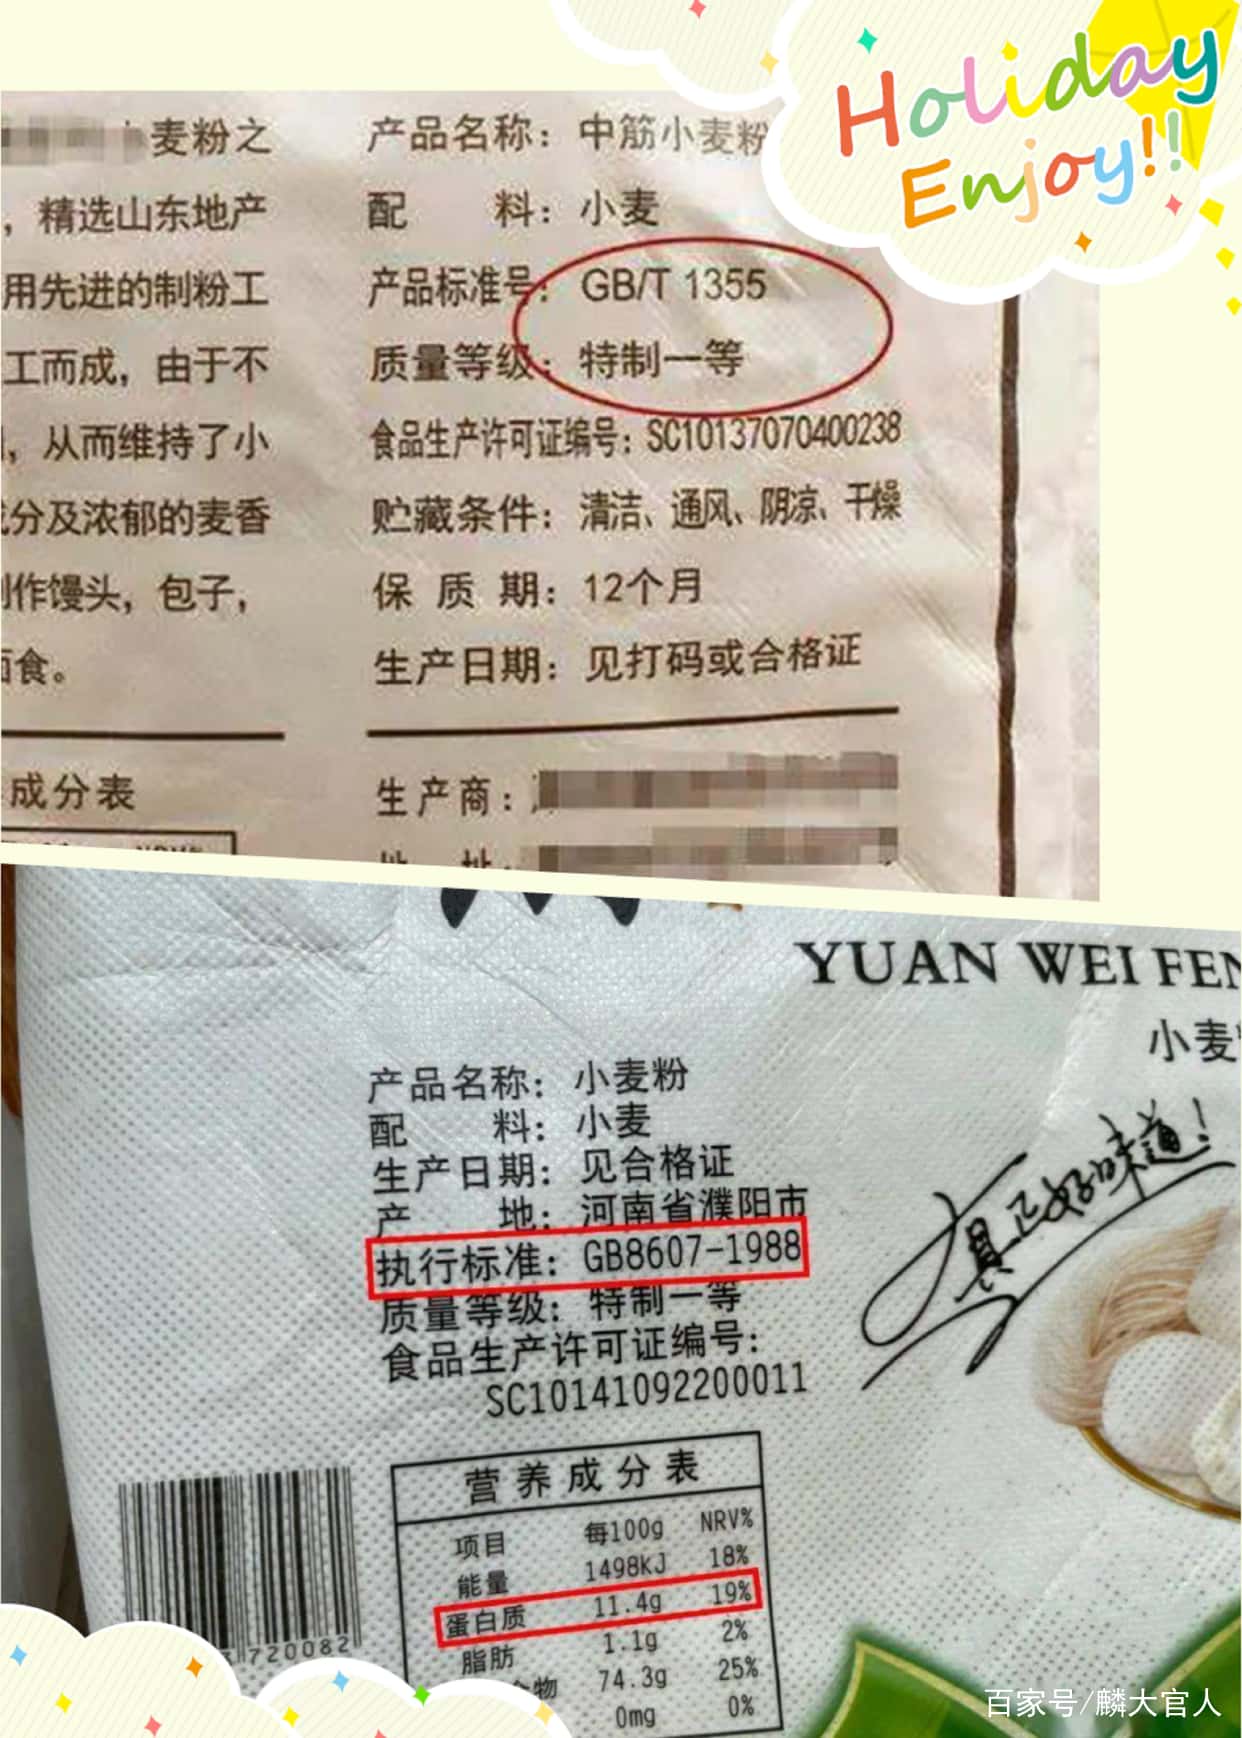 Holiday
Enjoy!!
麦粉之
，精选山东地产
用先进的制粉工
工而成，由于不
，从而维持了小
分及浓郁的麦香
作馒头，包子，
面食。
成分表
产品名称：中筋小麦粉
配 料：小麦
产品标准号：GB/T 1355
质量等级：特制一等
食品生产许可证编号：SC10137070400238
贮藏条件：清洁、通风、阴凉、干燥
保质期：12个月
生产日期：见打码或合格证
生产商：
地 址：
YUAN WEI FEN
小麦
真正好味道！
产品名称：小麦粉
配 料：小麦
生产日期：见合格证
产 地：河南省濮阳市
执行标准：GB8607-1988
质量等级：特制一等
食品生产许可证编号：
SC10141092200011
营养成分表
项目 每100g NRV%
能量 1498KJ 18%
蛋白质 11.4g 19%
脂肪 1.1g 2%
物 74.3g 25%
0mg 0%
720082
百家号/麟大官人